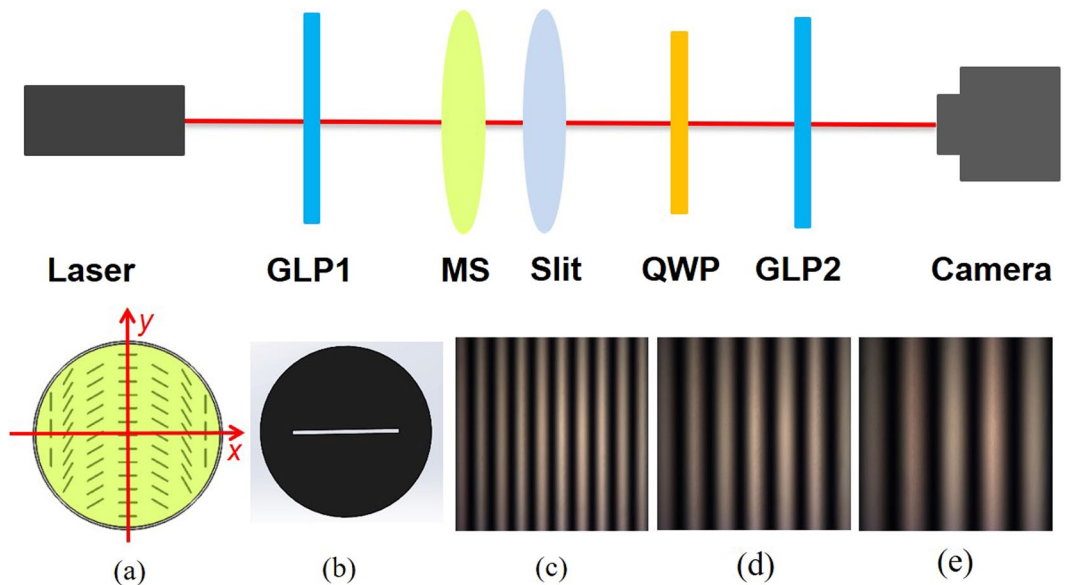 Laser GLP1 MS Slit QWP GLP2 Camera
y
x
(a) (b) (c) (d) (e)